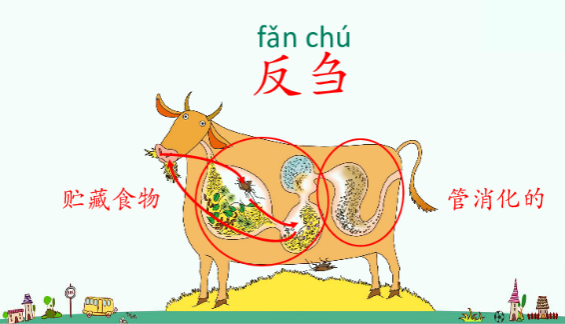 fǎn chú
反刍
贮藏食物
管消化的